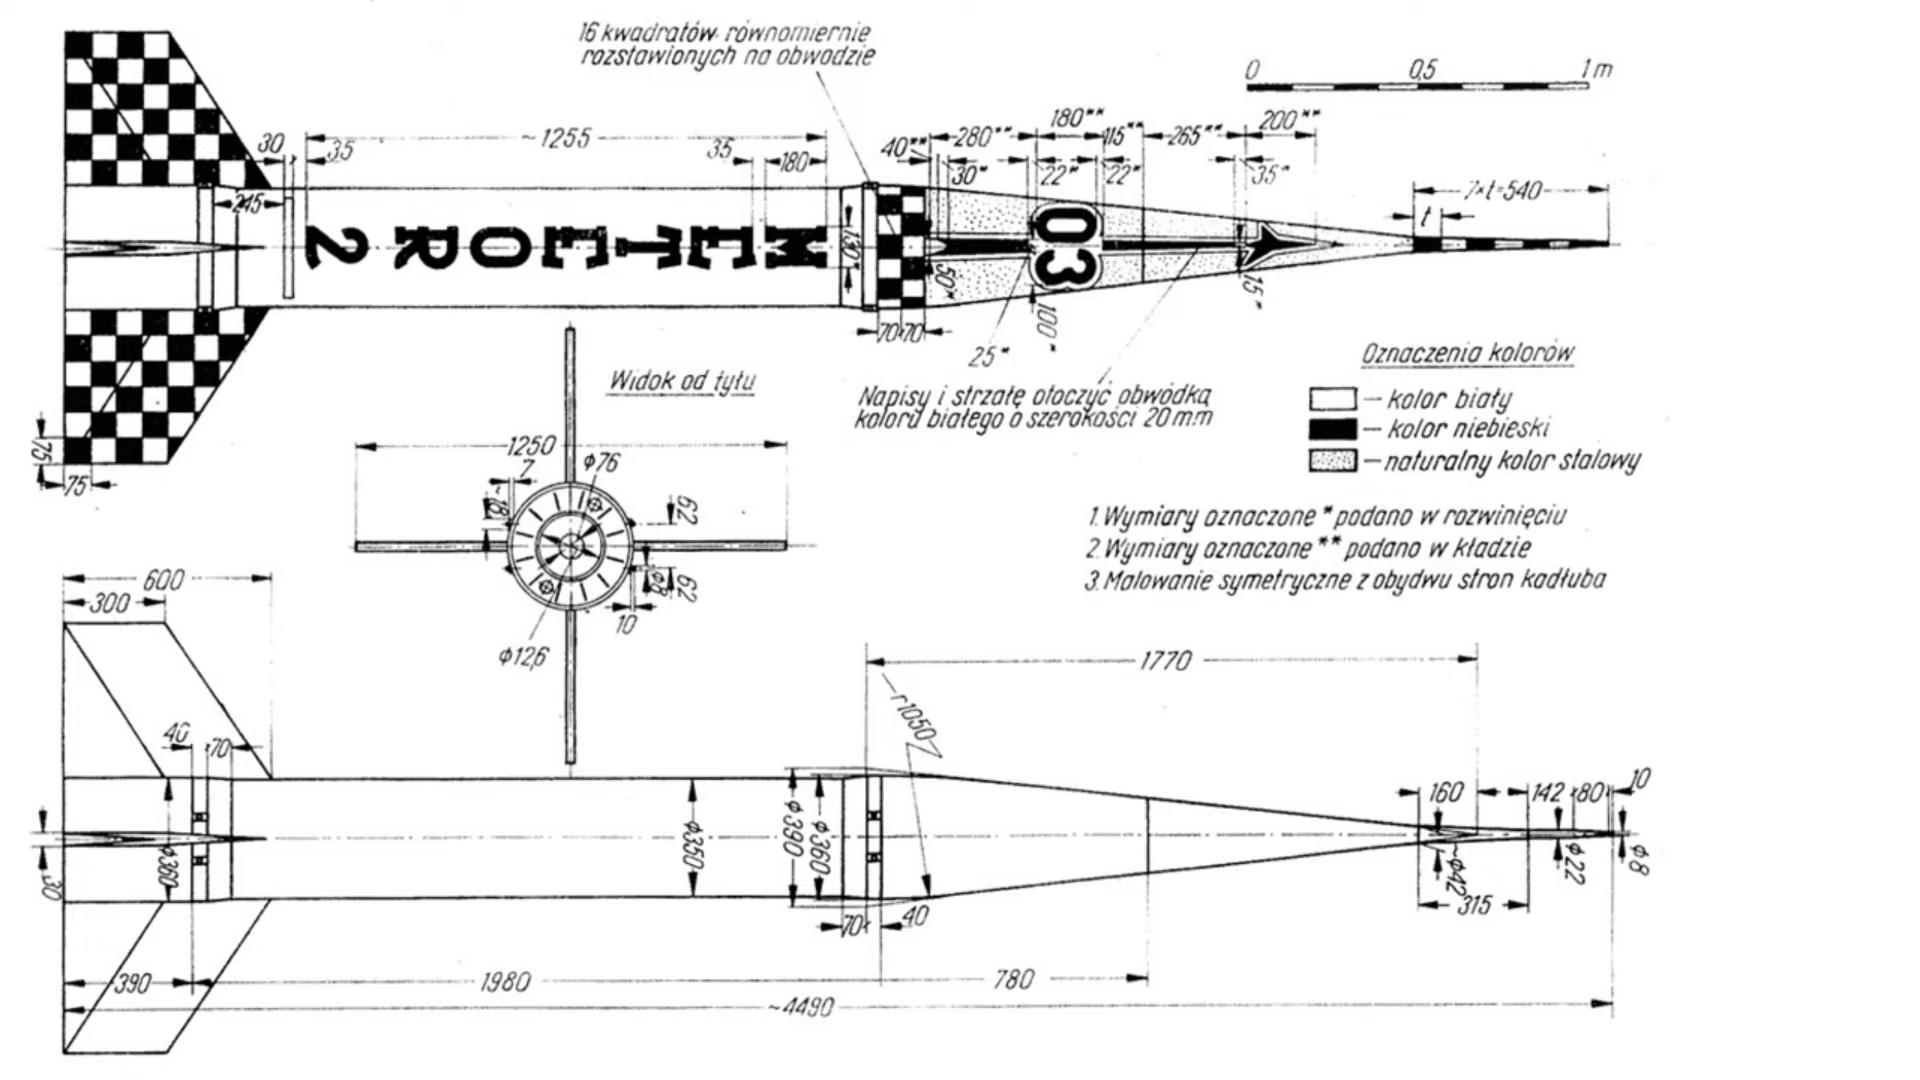 16 kwadratów równomiernie
rozstawionych na obwodzie
0 0,5 1 m
30
35
~1255
35
180
40**
280**
180**
115**
265**
200**
30*
22*
22*
35*
7×t=540
t
245
METEOR 2
130*
50*
03
100*
15*
70
70
25*
75
75
Napisy i strzałę otoczyć obwódką
koloru białego o szerokości 20 mm
Oznaczenia kolorów
— kolor biały
— kolor niebieski
— naturalny kolor stalowy
Widok od tyłu
1250
7
ϕ76
~18
62
62
ϕ8
10
ϕ12,6
1. Wymiary oznaczone * podano w rozwinięciu
2. Wymiary oznaczone ** podano w kładzie
3. Malowanie symetryczne z obydwu stron kadłuba
600
300
40
70
1770
r1050
160
142
80
10
30
ϕ360
ϕ350
ϕ390
ϕ360
~ϕ42
ϕ22
ϕ8
315
70
40
390
1980
780
~4490